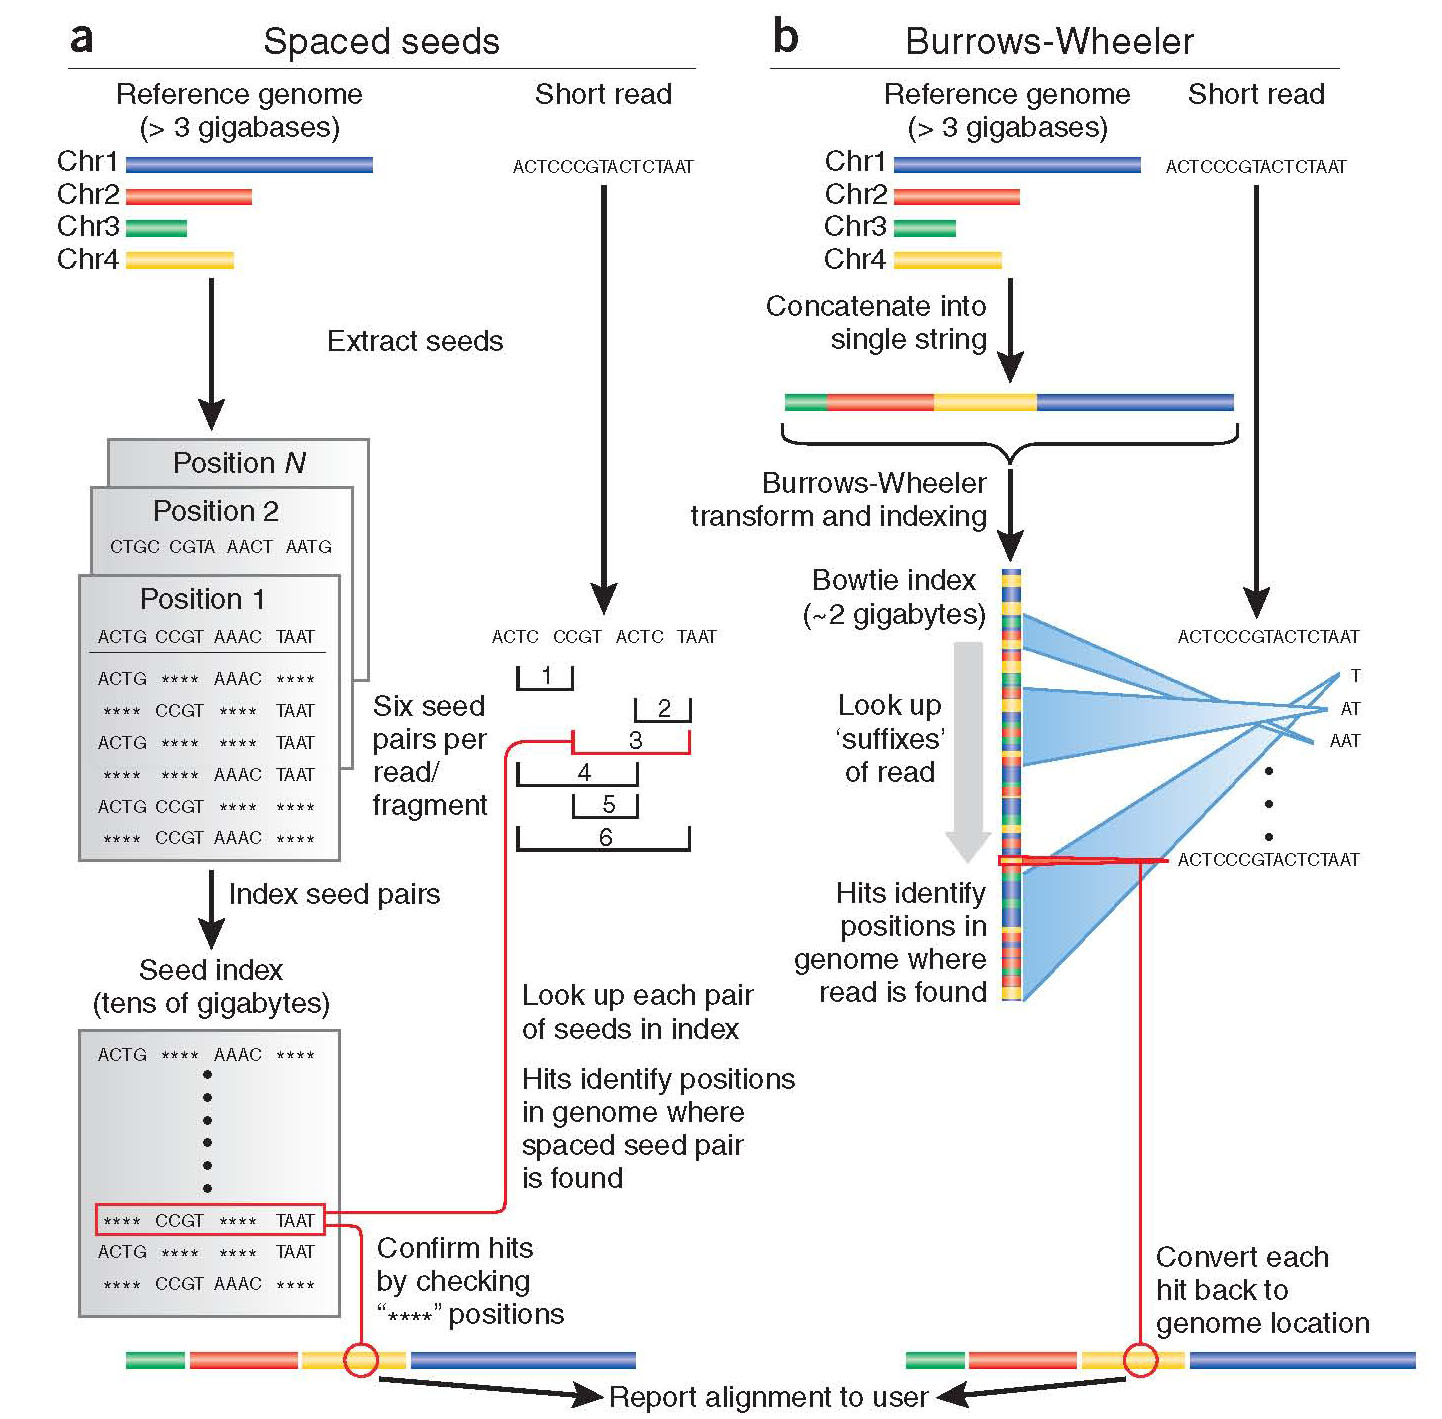 a Spaced seeds
Reference genome
(> 3 gigabases)
Short read
Chr1
Chr2
Chr3
Chr4
ACTCCCGTACTCTAAT
Extract seeds
Position N
Position 2
CTGC CGTA AACT AATG
Position 1
ACTG CCGT AAAC TAAT
ACTG **** AAAC ****
**** CCGT **** TAAT
ACTG **** **** TAAT
**** **** AAAC TAAT
ACTG CCGT **** ****
**** CCGT AAAC ****
Six seed
pairs per
read/
fragment
ACTC CCGT ACTC TAAT
1
2
3
4
5
6
Index seed pairs
Seed index
(tens of gigabytes)
ACTG **** AAAC ****
**** CCGT **** TAAT
ACTG **** **** TAAT
**** CCGT AAAC ****
Look up each pair
of seeds in index
Hits identify positions
in genome where
spaced seed pair
is found
Confirm hits
by checking
“****” positions
b Burrows-Wheeler
Reference genome
(> 3 gigabases)
Short read
Chr1
Chr2
Chr3
Chr4
ACTCCCGTACTCTAAT
Concatenate into
single string
Burrows-Wheeler
transform and indexing
Bowtie index
(~2 gigabytes)
Look up
‘suffixes’
of read
ACTCCCGTACTCTAAT
T
AT
AAT
ACTCCCGTACTCTAAT
Hits identify
positions in
genome where
read is found
Convert each
hit back to
genome location
Report alignment to user